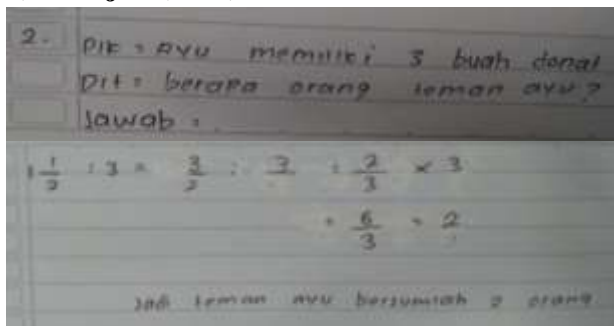 2.
Dik = Ayu memiliki 3 buah donat
Dit = berapa orang teman ayu?
Jawab =
1 1/2 : 3 = 3/2 : 3 = 2/3 × 3
= 6/3 = 2
Jadi teman ayu berjumlah 2 orang